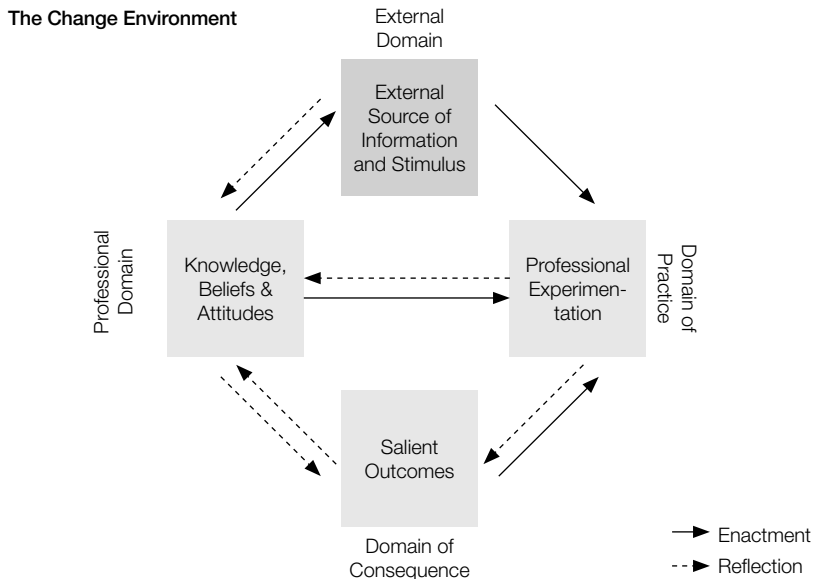 The Change Environment
External
Domain
External
Source of
Information
and Stimulus
Professional
Domain
Knowledge,
Beliefs &
Attitudes
Professional
Experimen-
tation
Domain of
Practice
Salient
Outcomes
Domain of
Consequence
Enactment
Reflection